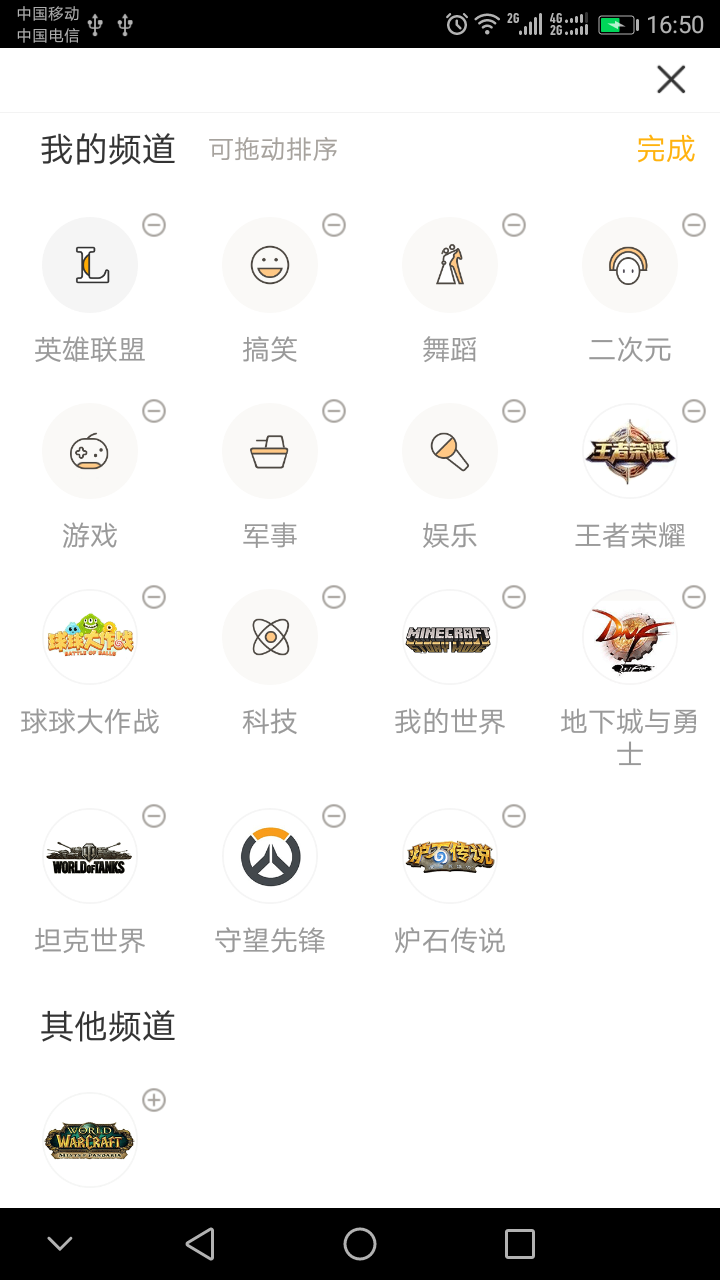 中国移动
中国电信
2G 4G 2G 16:50
我的频道 可拖动排序 完成
英雄联盟 搞笑 舞蹈 二次元
王者荣耀
游戏 军事 娱乐 王者荣耀
球球大作战
BATTLE OF BALLS
MINECRAFT
STORY MODE
DNF
球球大作战 科技 我的世界 地下城与勇
士
WORLD OF TANKS
炉石传说
坦克世界 守望先锋 炉石传说
其他频道
WORLD
WARCRAFT
MISTS OF PANDARIA